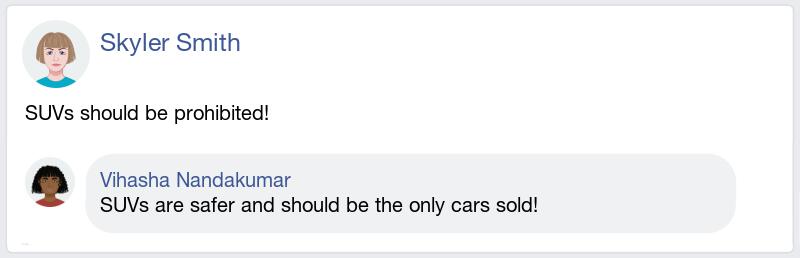 Skyler Smith
SUVs should be prohibited!
Vihasha Nandakumar
SUVs are safer and should be the only cars sold!